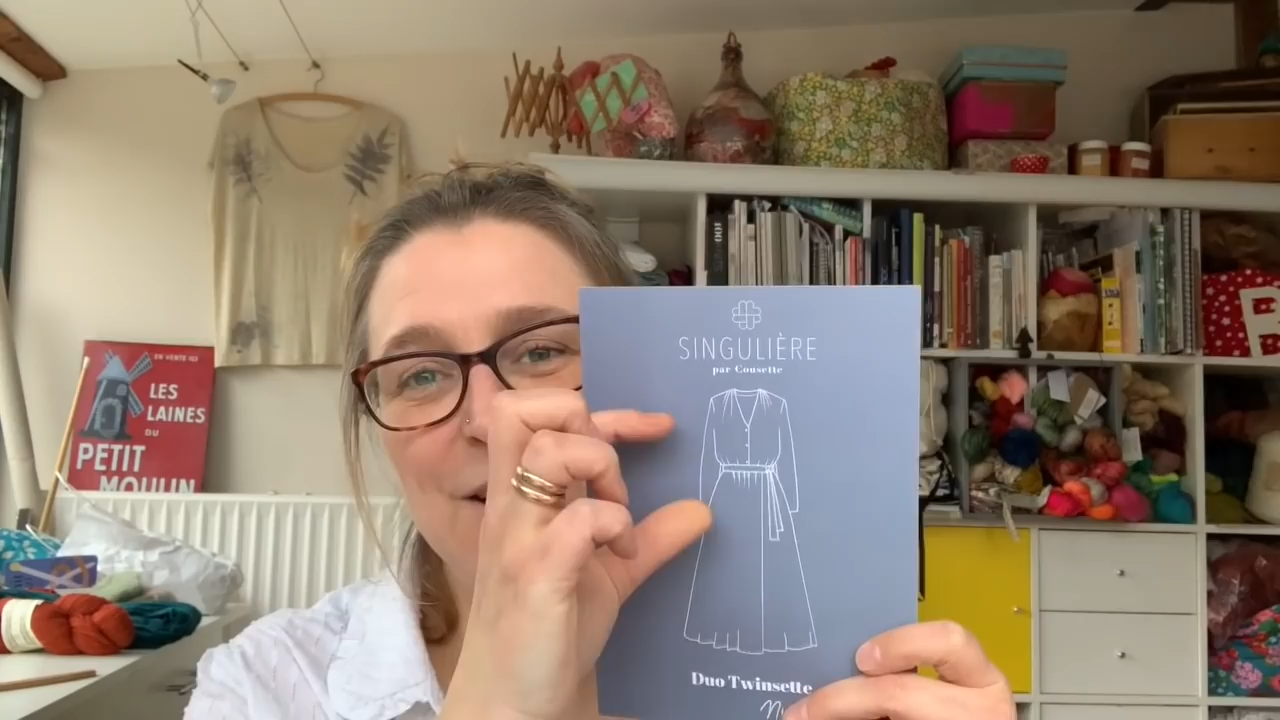 EN VENTE ICI
LES
LAINES
DU
PETIT
MOULIN
SINGULIÈRE
par Cousette
Duo Twinsette